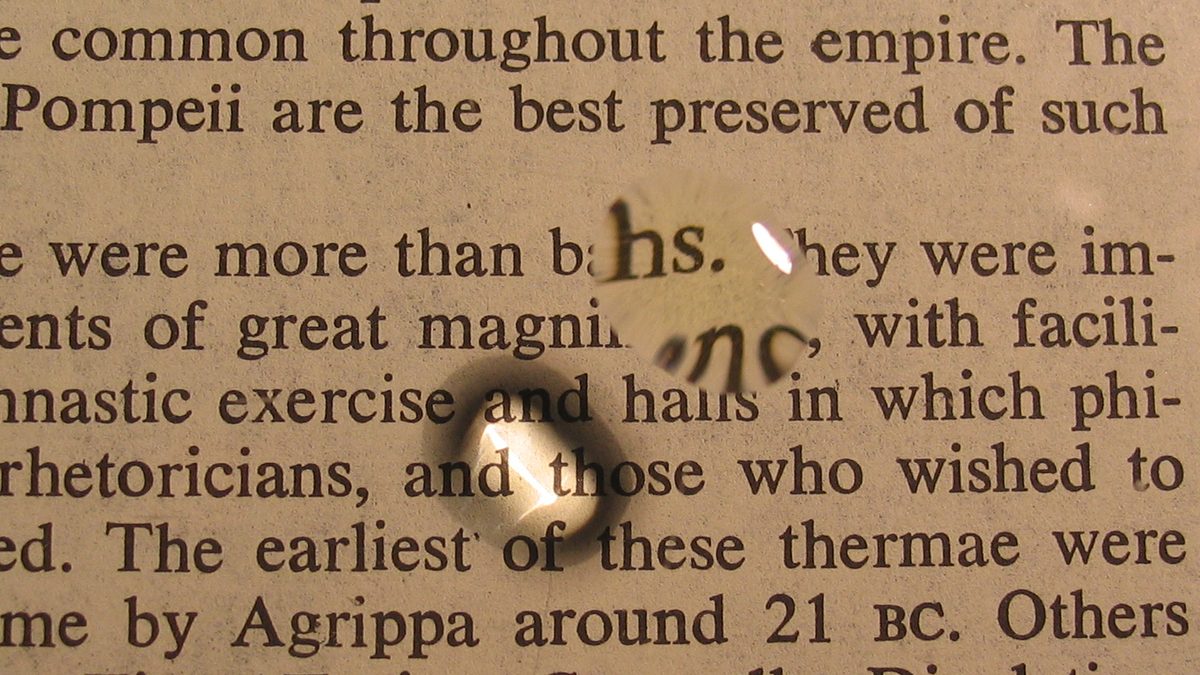 e common throughout the empire. The
Pompeii are the best preserved of such
e were more than hs. hey were im-
ents of great magni , with facili-
nnastic exercise and halls in which phi-
rhetoricians, and those who wished to
ed. The earliest of these thermae were
me by Agrippa around 21 BC. Others